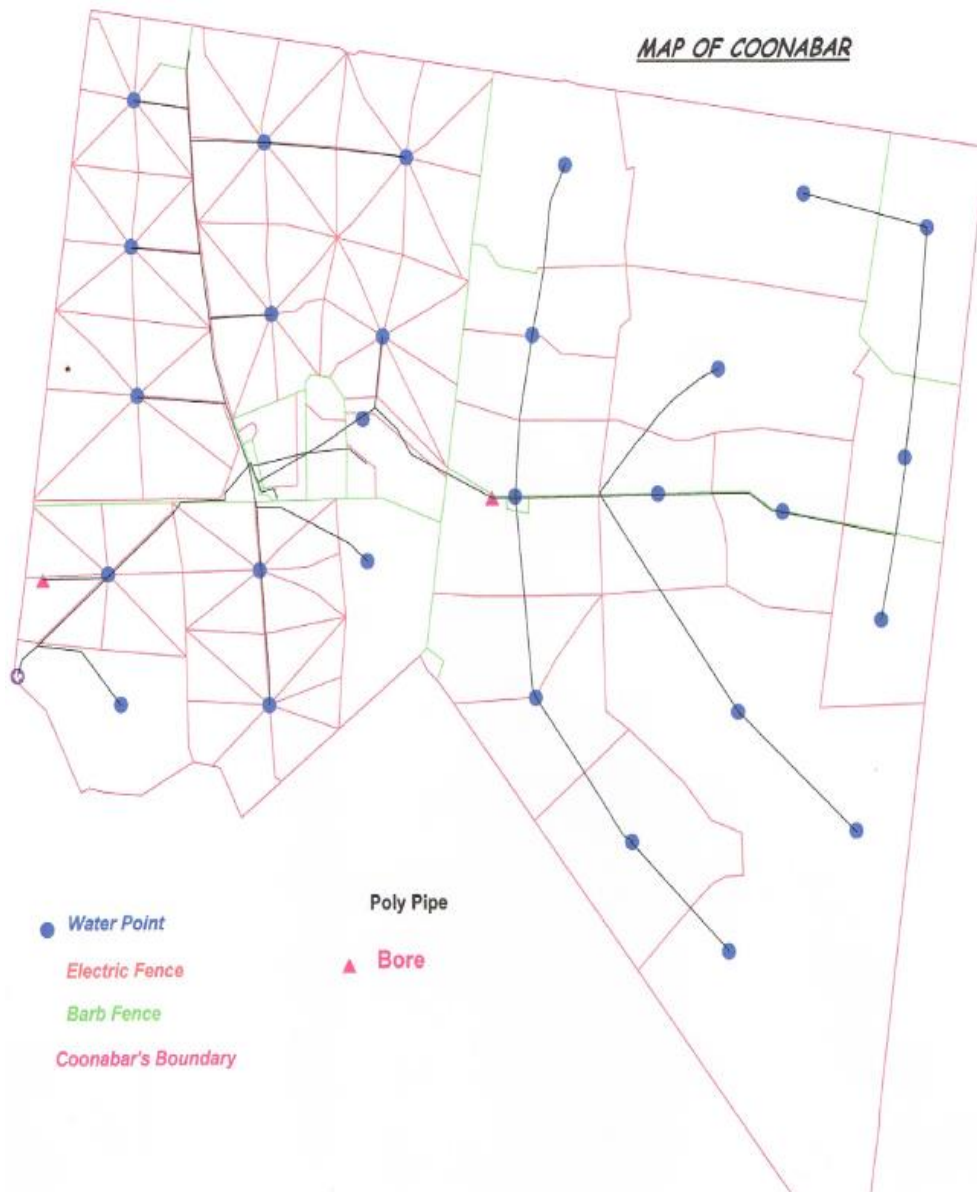 MAP OF COONABAR
Water Point
Electric Fence
Barb Fence
Coonabar's Boundary
Poly Pipe
Bore